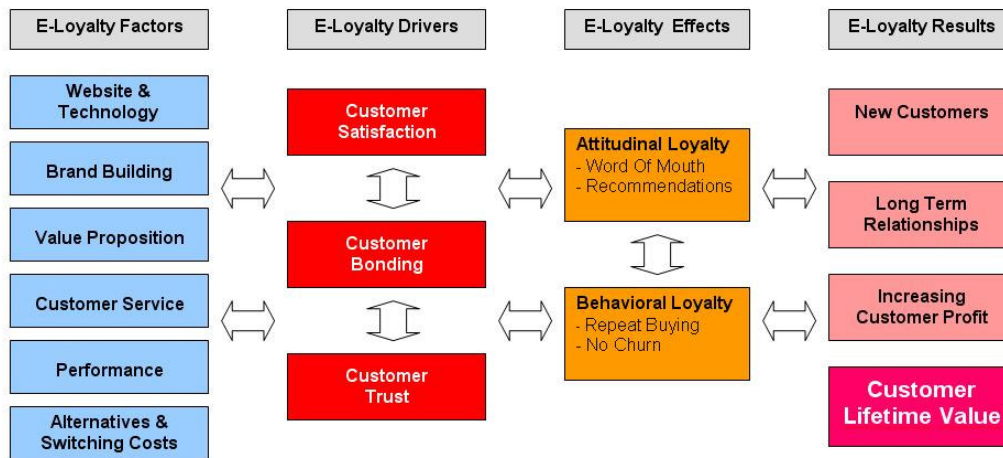 E-Loyalty Factors
E-Loyalty Drivers
E-Loyalty Effects
E-Loyalty Results
Website &
Technology
Brand Building
Value Proposition
Customer Service
Performance
Alternatives &
Switching Costs
Customer
Satisfaction
Customer
Bonding
Customer
Trust
Attitudinal Loyalty
- Word Of Mouth
- Recommendations
Behavioral Loyalty
- Repeat Buying
- No Churn
New Customers
Long Term
Relationships
Increasing
Customer Profit
Customer
Lifetime Value